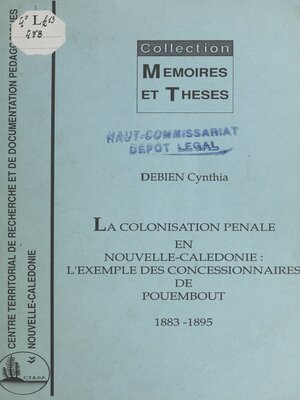 L 43
Collection
MEMOIRES
ET THESES
HAUT-COMMISSARIAT
DEPOT LEGAL
DEBIEN Cynthia
LA COLONISATION PENALE
EN
NOUVELLE-CALEDONIE :
L'EXEMPLE DES CONCESSIONNAIRES
DE
POUEMBOUT
1883 -1895
CENTRE TERRITORIAL DE RECHERCHE ET DE DOCUMENTATION PEDAGOGIQUES
NOUVELLE-CALEDONIE
C.T.R.D.P.